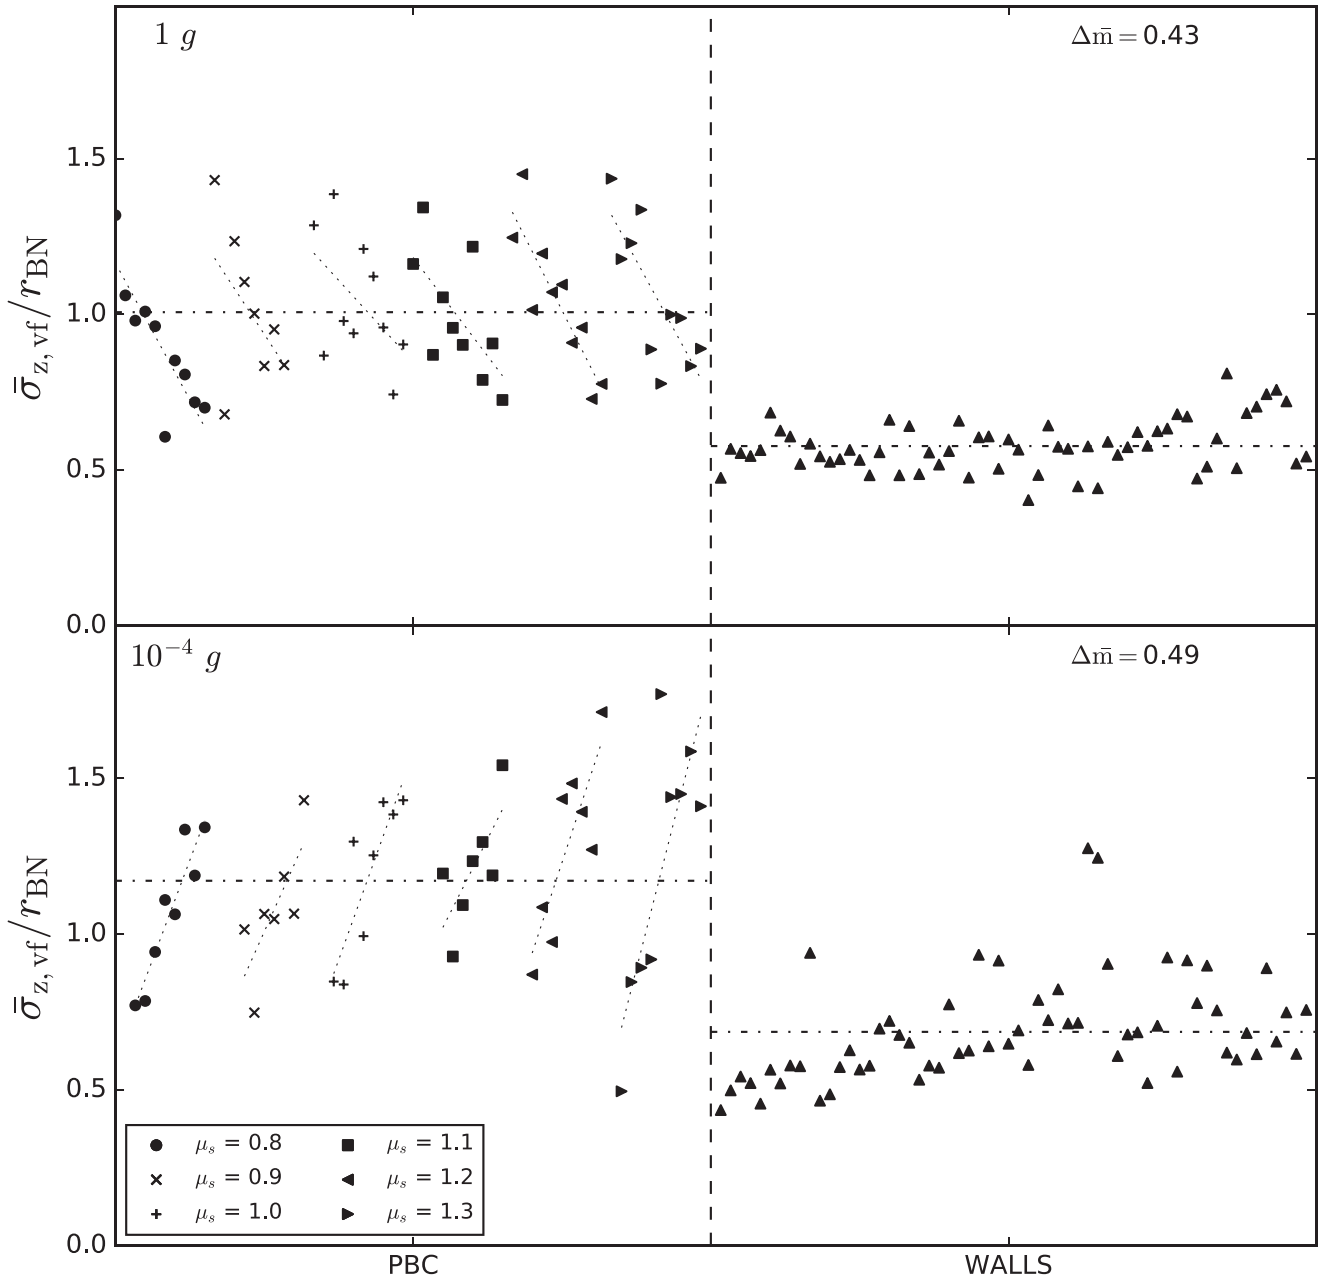 1 g
Δm̄ = 0.43
1.5
1.0
0.5
0.0
σ̄z, vf/rBN
10⁻⁴ g
Δm̄ = 0.49
1.5
1.0
0.5
0.0
σ̄z, vf/rBN
μs = 0.8
μs = 1.1
μs = 0.9
μs = 1.2
μs = 1.0
μs = 1.3
PBC
WALLS